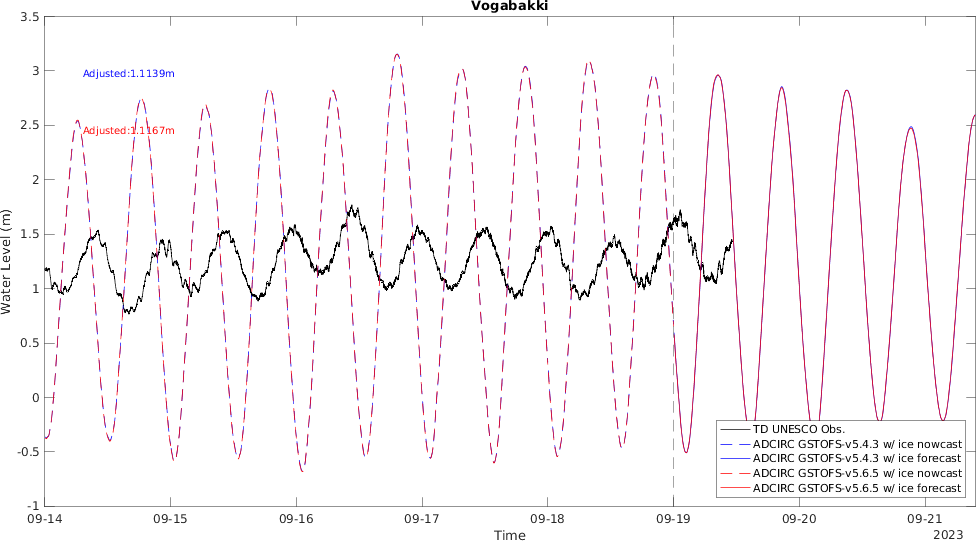 Vogabakki
3.5
3
2.5
2
1.5
1
0.5
0
-0.5
-1
Water Level (m)
Adjusted:1.1139m
Adjusted:1.1167m
TD UNESCO Obs.
ADCIRC GSTOFS-v5.4.3 w/ ice nowcast
ADCIRC GSTOFS-v5.4.3 w/ ice forecast
ADCIRC GSTOFS-v5.6.5 w/ ice nowcast
ADCIRC GSTOFS-v5.6.5 w/ ice forecast
09-14 09-15 09-16 09-17 09-18 09-19 09-20 09-21
Time
2023